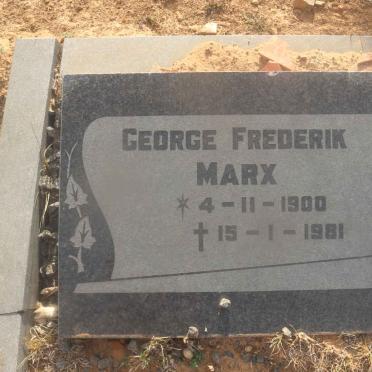 GEORGE FREDERIK
MARX
* 4-11-1900
† 15-1-1981